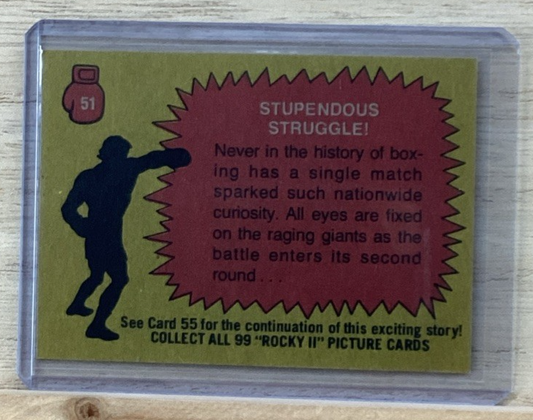 51
STUPENDOUS
STRUGGLE!
Never in the history of box-
ing has a single match
sparked such nationwide
curiosity. All eyes are fixed
on the raging giants as the
battle enters its second
round . . .
See Card 55 for the continuation of this exciting story!
COLLECT ALL 99 "ROCKY II" PICTURE CARDS